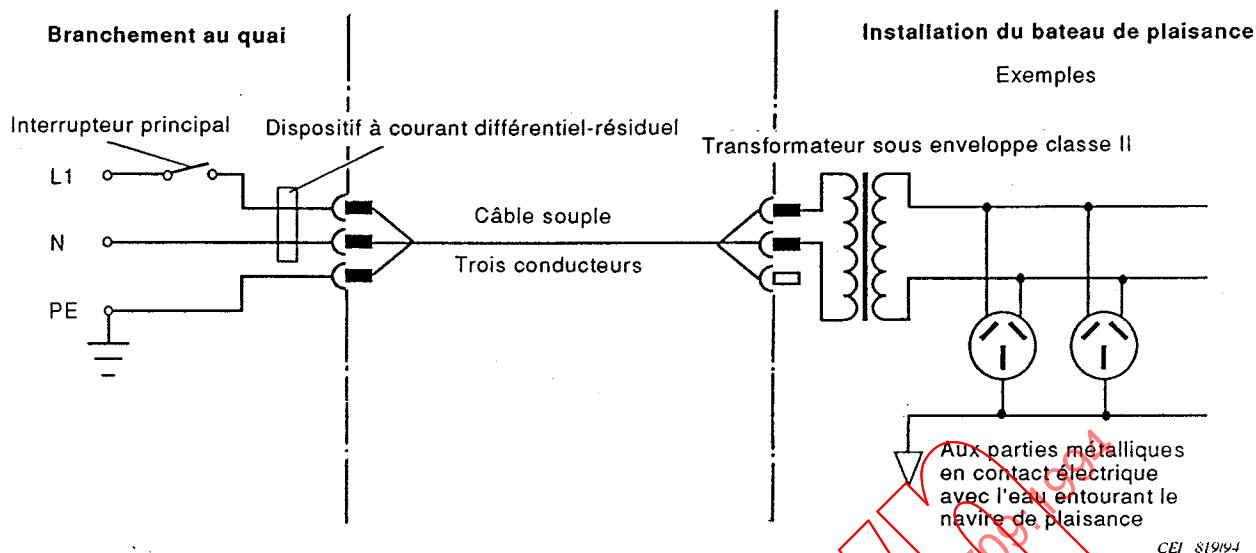 Branchement au quai
Installation du bateau de plaisance
Exemples
Interrupteur principal
Dispositif à courant différentiel-résiduel
Transformateur sous enveloppe classe II
L1
Câble souple
N
Trois conducteurs
PE
Aux parties métalliques
en contact électrique
avec l'eau entourant le
navire de plaisance
CEI 819/94